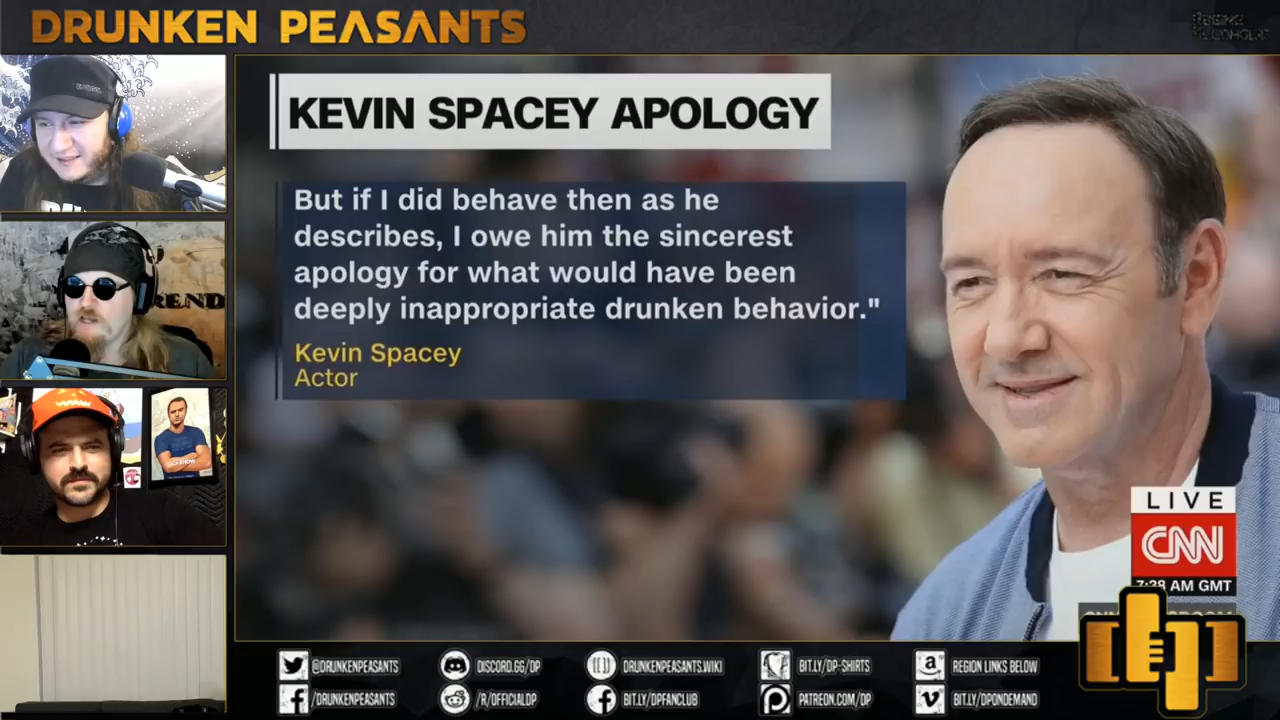 DRUNKEN PEASANTS
KEVIN SPACEY APOLOGY
But if I did behave then as he
describes, I owe him the sincerest
apology for what would have been
deeply inappropriate drunken behavior."
Kevin Spacey
Actor
LIVE
CNN
7:38 AM GMT
@DRUNKENPEASANTS
DISCORD.GG/DP
DRUNKENPEASANTS.WIKI
BIT.LY/DP-SHIRTS
REGION LINKS BELOW
/DRUNKENPEASANTS
/R/OFFICIALDP
BIT.LY/DPFANCLUB
PATREON.COM/DP
BIT.LY/DPONDEMAND